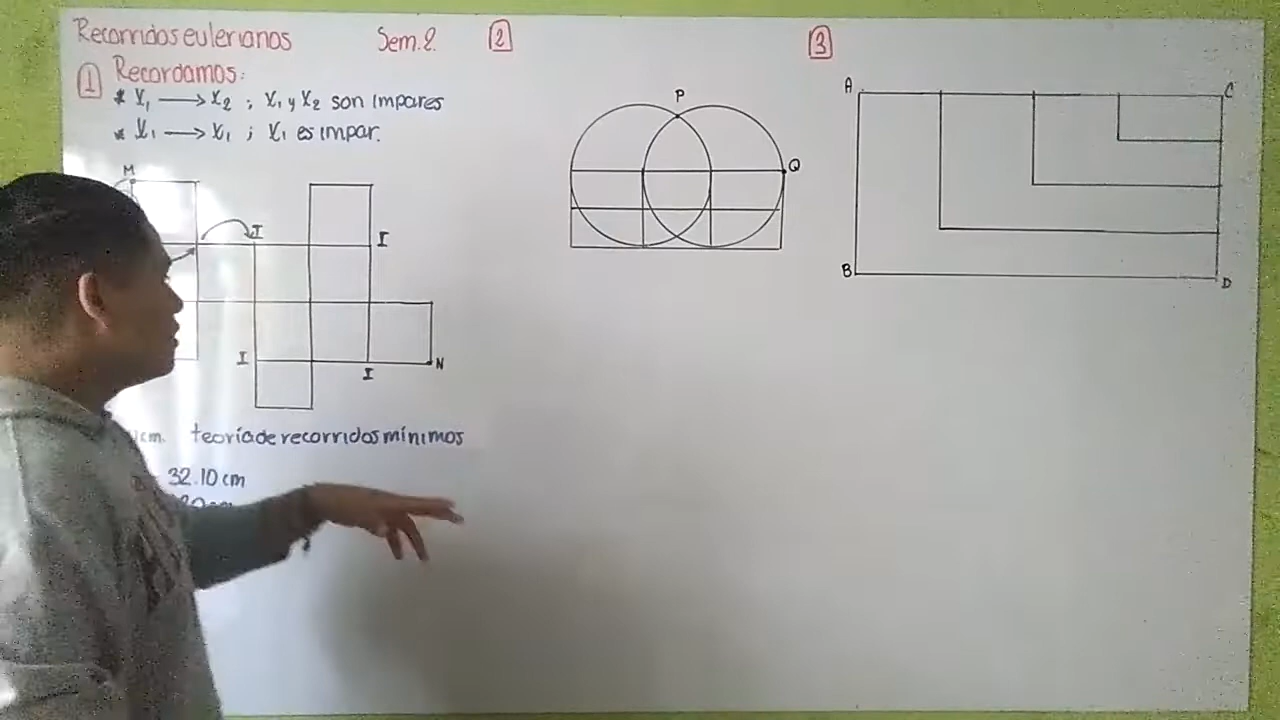 Recorridos eulerianos Sem. 2.
1 Recordamos:
* X₁ → X₂ ; X₁ y X₂ son impares
* X₁ → X₁ ; X₁ es impar.
M
I
I
I
I
N
cm. teoría de recorridos mínimos
32.10 cm
2
P
Q
3
A
C
B
D